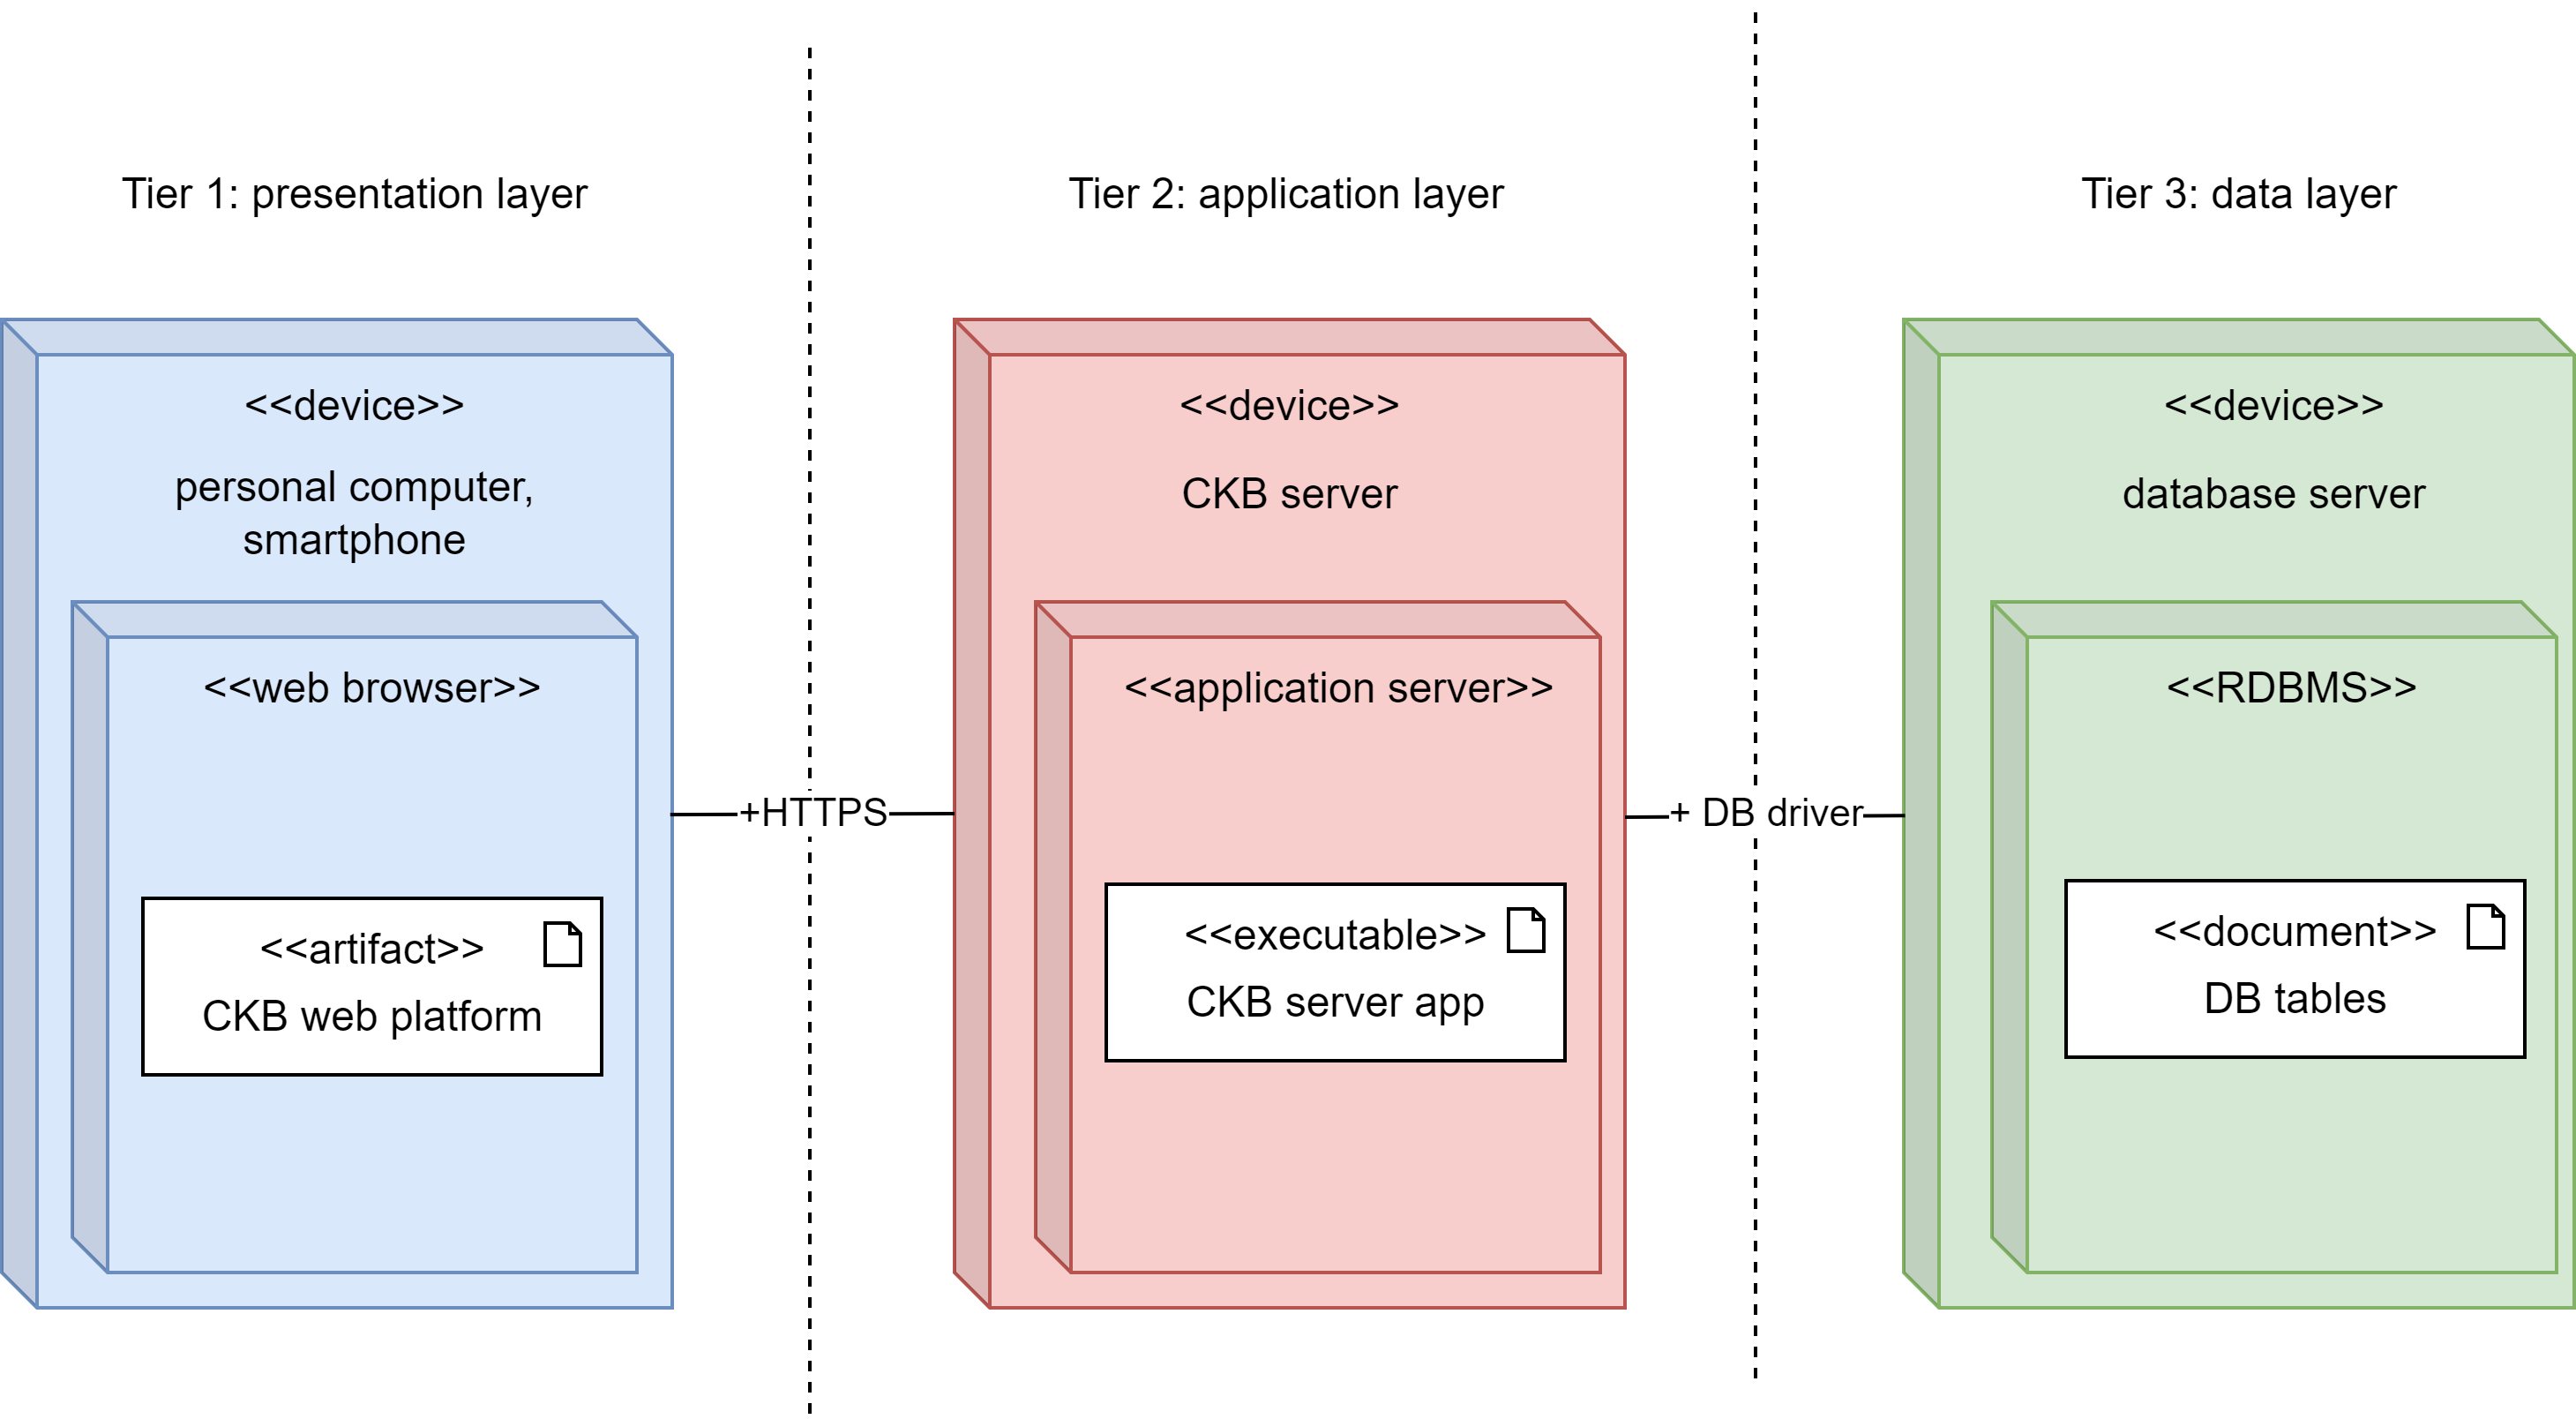 Tier 1: presentation layer
<<device>>
personal computer,
smartphone
<<web browser>>
<<artifact>>
CKB web platform
+HTTPS
Tier 2: application layer
<<device>>
CKB server
<<application server>>
<<executable>>
CKB server app
+ DB driver
Tier 3: data layer
<<device>>
database server
<<RDBMS>>
<<document>>
DB tables